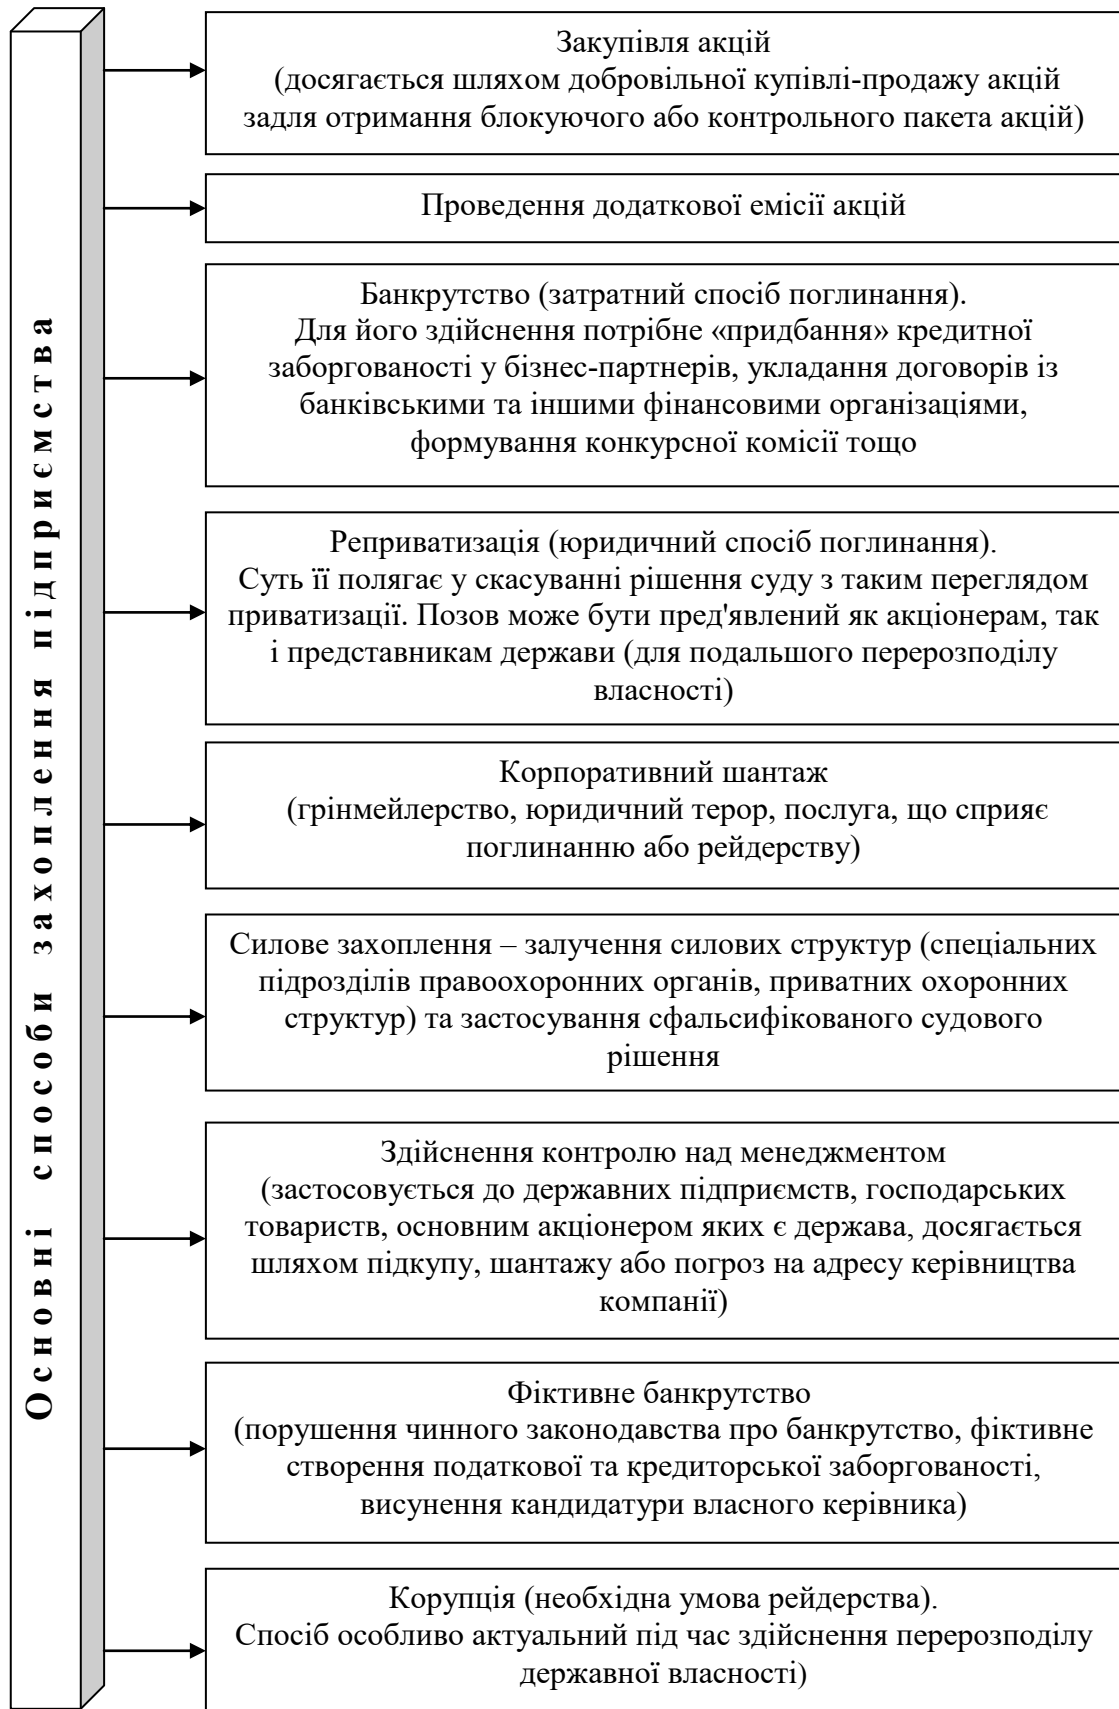 Основні способи захоплення підприємства
Закупівля акцій
(досягається шляхом добровільної купівлі-продажу акцій
задля отримання блокуючого або контрольного пакета акцій)
Проведення додаткової емісії акцій
Банкрутство (затратний спосіб поглинання).
Для його здійснення потрібне «придбання» кредитної
заборгованості у бізнес-партнерів, укладання договорів із
банківськими та іншими фінансовими організаціями,
формування конкурсної комісії тощо
Реприватизація (юридичний спосіб поглинання).
Суть її полягає у скасуванні рішення суду з таким переглядом
приватизації. Позов може бути пред'явлений як акціонерам, так
і представникам держави (для подальшого перерозподілу
власності)
Корпоративний шантаж
(грінмейлерство, юридичний терор, послуга, що сприяє
поглинанню або рейдерству)
Силове захоплення – залучення силових структур (спеціальних
підрозділів правоохоронних органів, приватних охоронних
структур) та застосування сфальсифікованого судового
рішення
Здійснення контролю над менеджментом
(застосовується до державних підприємств, господарських
товариств, основним акціонером яких є держава, досягається
шляхом підкупу, шантажу або погроз на адресу керівництва
компанії)
Фіктивне банкрутство
(порушення чинного законодавства про банкрутство, фіктивне
створення податкової та кредиторської заборгованості,
висунення кандидатури власного керівника)
Корупція (необхідна умова рейдерства).
Спосіб особливо актуальний під час здійснення перерозподілу
державної власності)